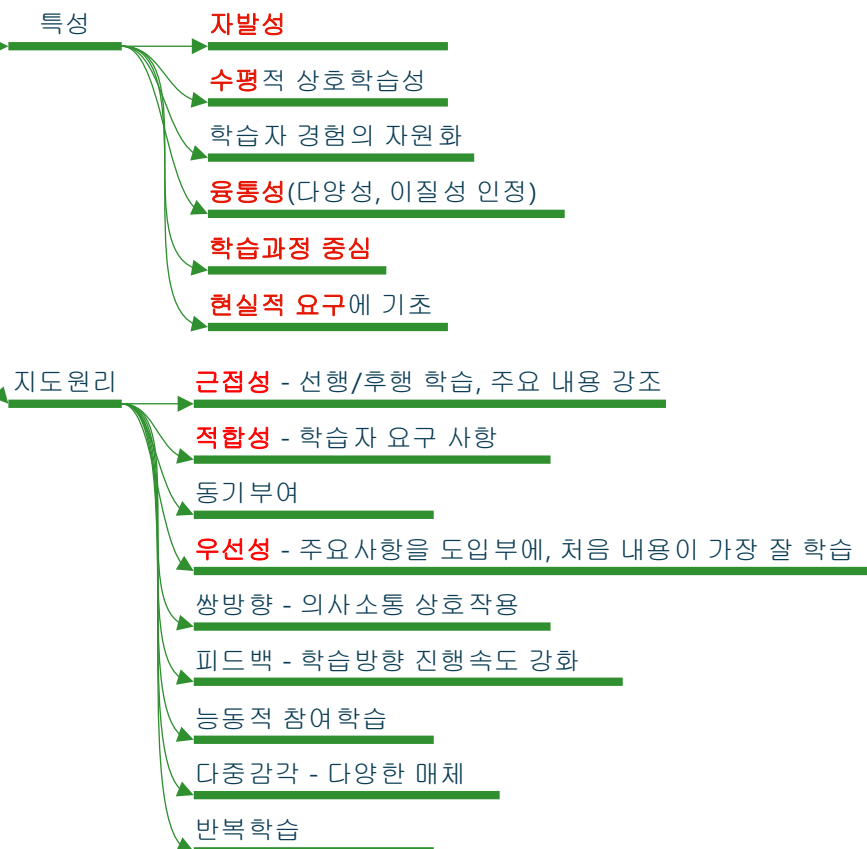 특성
자발성
수평적 상호학습성
학습자 경험의 자원화
융통성(다양성, 이질성 인정)
학습과정 중심
현실적 요구에 기초
지도원리
근접성 - 선행/후행 학습, 주요 내용 강조
적합성 - 학습자 요구 사항
동기부여
우선성 - 주요사항을 도입부에, 처음 내용이 가장 잘 학습
쌍방향 - 의사소통 상호작용
피드백 - 학습방향 진행속도 강화
능동적 참여학습
다중감각 - 다양한 매체
반복학습